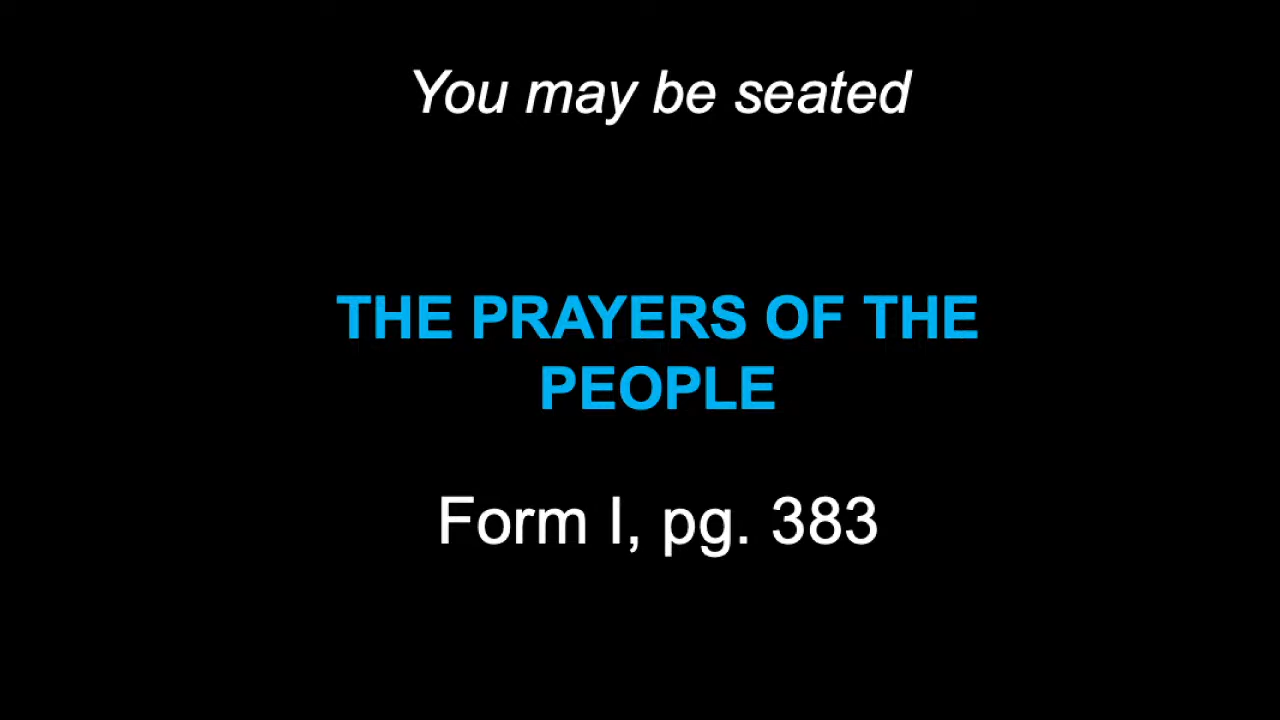 You may be seated
THE PRAYERS OF THE
PEOPLE
Form I, pg. 383